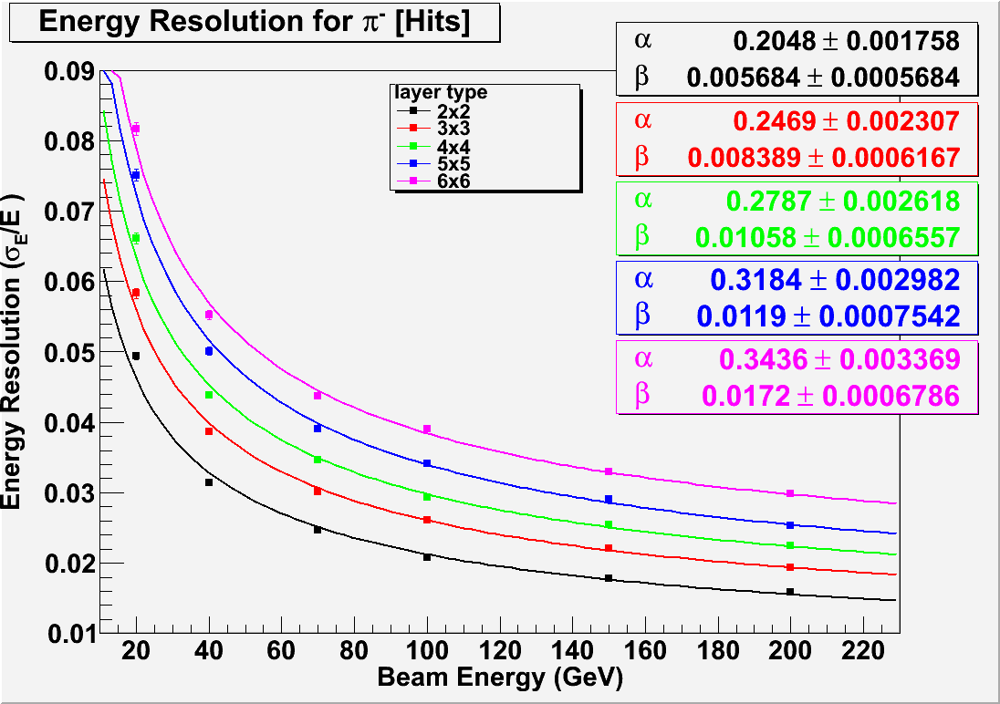 Energy Resolution for π- [Hits]
α 0.2048 ± 0.001758
β 0.005684 ± 0.0005684
α 0.2469 ± 0.002307
β 0.008389 ± 0.0006167
α 0.2787 ± 0.002618
β 0.01058 ± 0.0006557
α 0.3184 ± 0.002982
β 0.0119 ± 0.0007542
α 0.3436 ± 0.003369
β 0.0172 ± 0.0006786
layer type
2x2
3x3
4x4
5x5
6x6
Energy Resolution (σE/E )
0.09
0.08
0.07
0.06
0.05
0.04
0.03
0.02
0.01
20 40 60 80 100 120 140 160 180 200 220
Beam Energy (GeV)